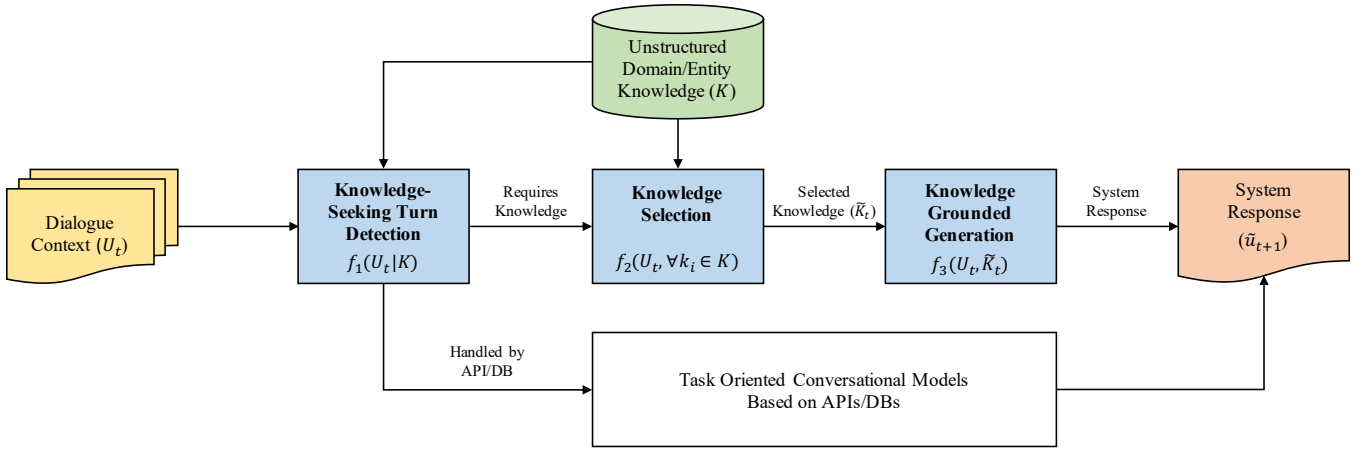 Unstructured
Domain/Entity
Knowledge (K)
Dialogue
Context (U_t)
Knowledge-
Seeking Turn
Detection
f_1(U_t|K)
Requires
Knowledge
Knowledge
Selection
f_2(U_t, ∀k_i ∈ K)
Selected
Knowledge (K̃_t)
Knowledge
Grounded
Generation
f_3(U_t, K̃_t)
System
Response
System
Response
(ũ_{t+1})
Handled by
API/DB
Task Oriented Conversational Models
Based on APIs/DBs